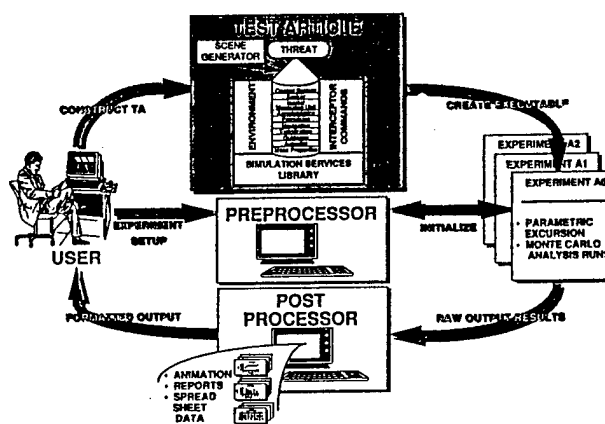 TEST ARTICLE
SCENE
GENERATOR
THREAT
CONSTRUCT TA
CREATE EXECUTABLE
ENVIRONMENT
INTERCEPTOR
COMMANDS
SIMULATION SERVICES
LIBRARY
EXPERIMENT A2
EXPERIMENT A1
EXPERIMENT A0
• PARAMETRIC
EXCURSION
• MONTE CARLO
ANALYSIS RUNS
USER
EXPERIMENT
SETUP
PREPROCESSOR
INITIALIZE
FORMATTED OUTPUT
POST
PROCESSOR
RAW OUTPUT RESULTS
• ANIMATION
• REPORTS
• SPREAD
SHEET
DATA